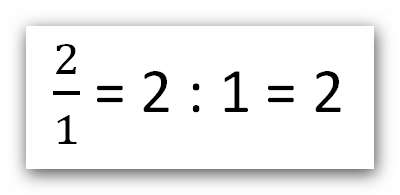 2/1 = 2 : 1 = 2